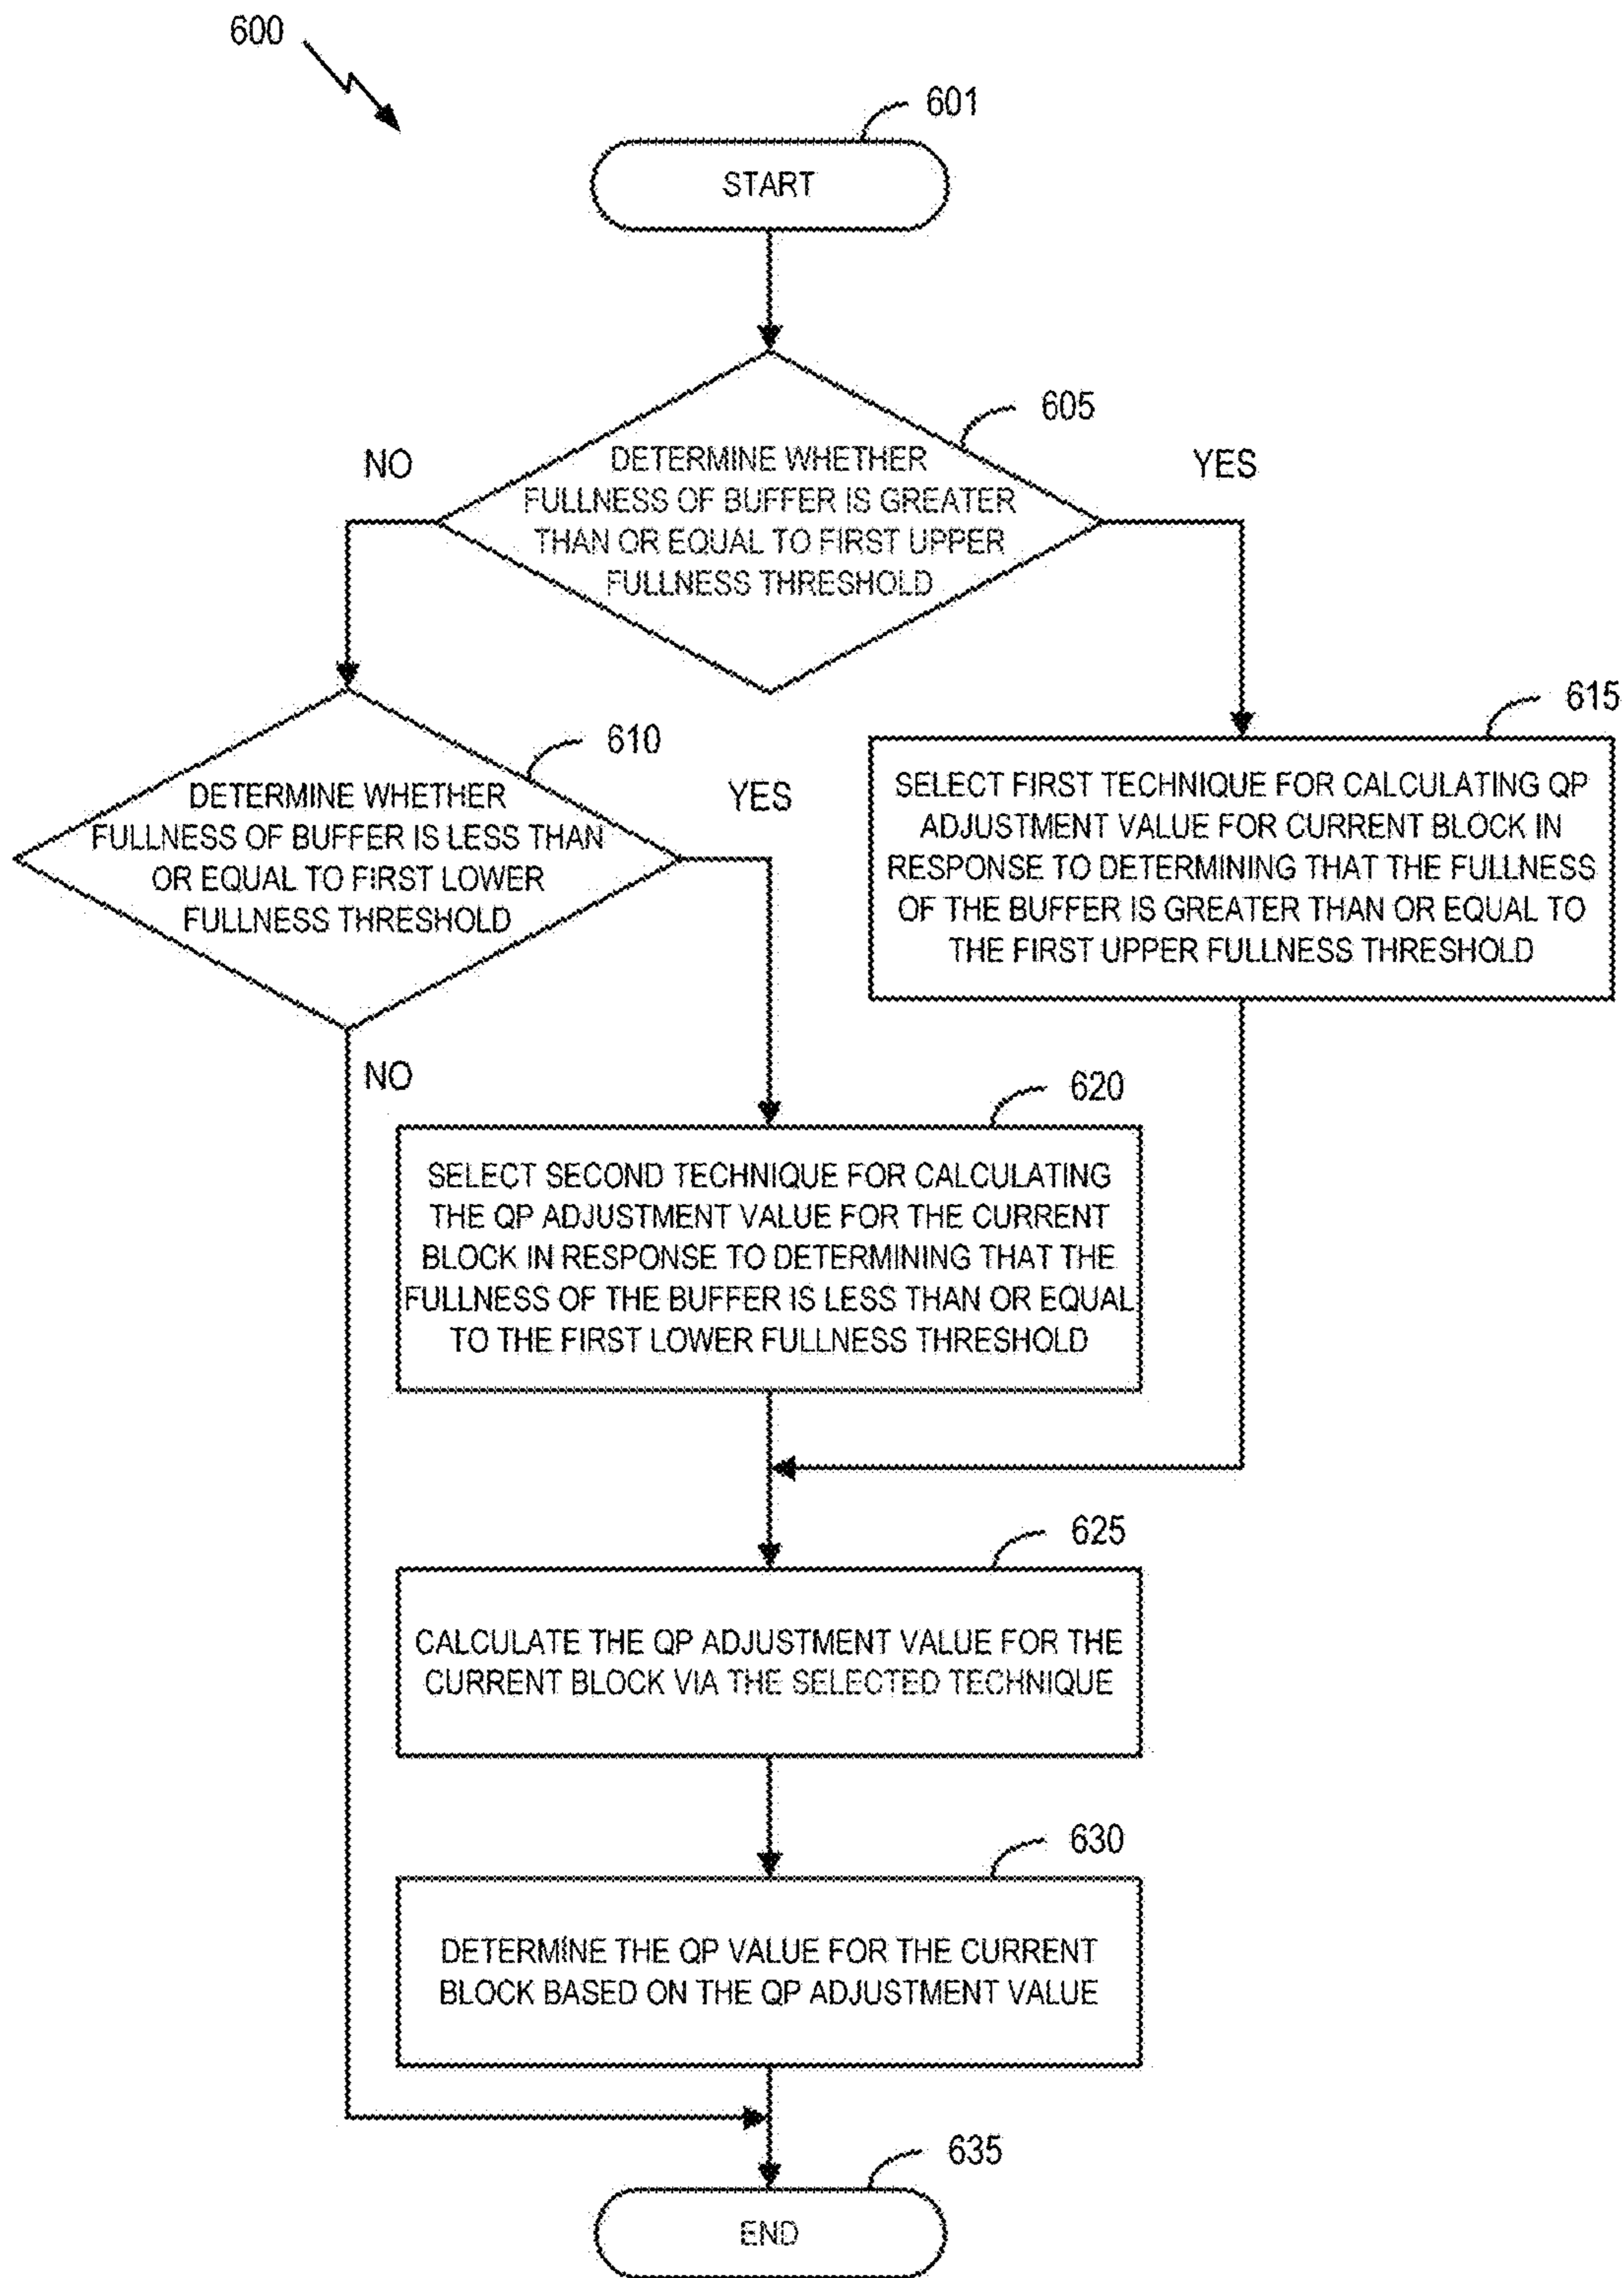 600
601
START
605
NO
YES
DETERMINE WHETHER
FULLNESS OF BUFFER IS GREATER
THAN OR EQUAL TO FIRST UPPER
FULLNESS THRESHOLD
610
YES
DETERMINE WHETHER
FULLNESS OF BUFFER IS LESS THAN
OR EQUAL TO FIRST LOWER
FULLNESS THRESHOLD
615
SELECT FIRST TECHNIQUE FOR CALCULATING QP
ADJUSTMENT VALUE FOR CURRENT BLOCK IN
RESPONSE TO DETERMINING THAT THE FULLNESS
OF THE BUFFER IS GREATER THAN OR EQUAL TO
THE FIRST UPPER FULLNESS THRESHOLD
NO
620
SELECT SECOND TECHNIQUE FOR CALCULATING
THE QP ADJUSTMENT VALUE FOR THE CURRENT
BLOCK IN RESPONSE TO DETERMINING THAT THE
FULLNESS OF THE BUFFER IS LESS THAN OR EQUAL
TO THE FIRST LOWER FULLNESS THRESHOLD
625
CALCULATE THE QP ADJUSTMENT VALUE FOR THE
CURRENT BLOCK VIA THE SELECTED TECHNIQUE
630
DETERMINE THE QP VALUE FOR THE CURRENT
BLOCK BASED ON THE QP ADJUSTMENT VALUE
635
END